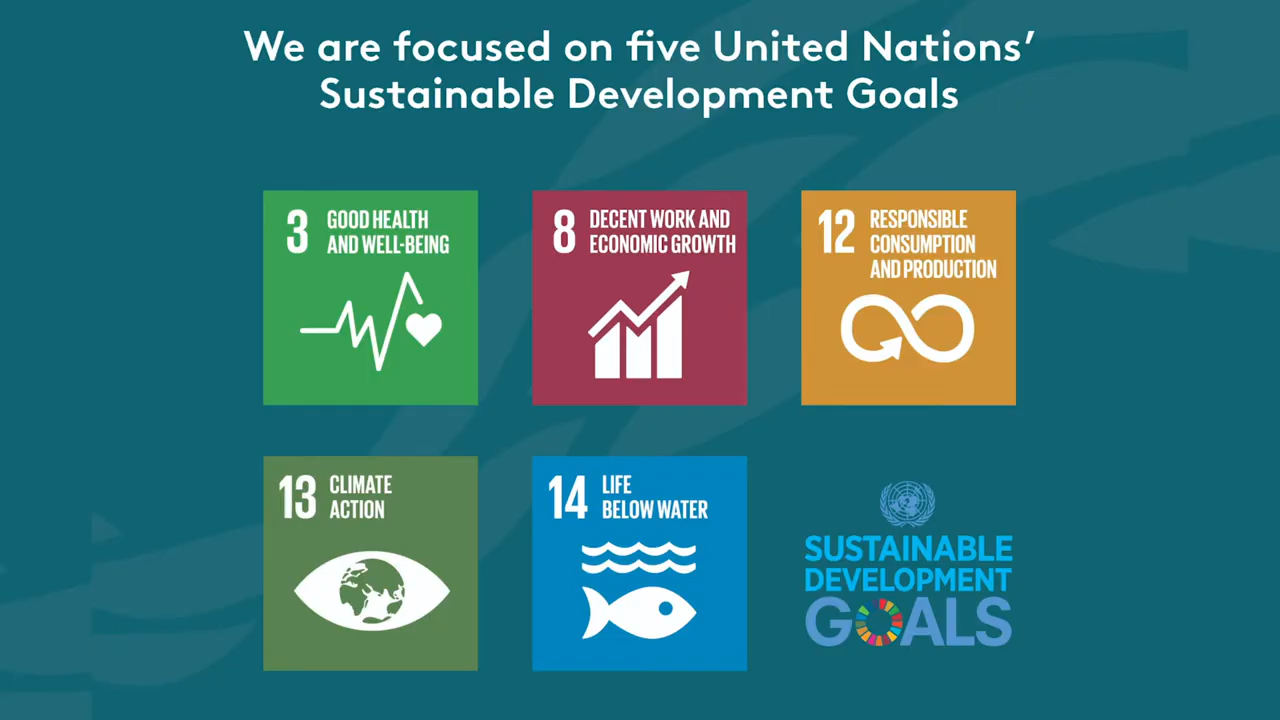 We are focused on five United Nations’
Sustainable Development Goals
3 GOOD HEALTH
AND WELL-BEING
8 DECENT WORK AND
ECONOMIC GROWTH
12 RESPONSIBLE
CONSUMPTION
AND PRODUCTION
13 CLIMATE
ACTION
14 LIFE
BELOW WATER
SUSTAINABLE
DEVELOPMENT
GOALS